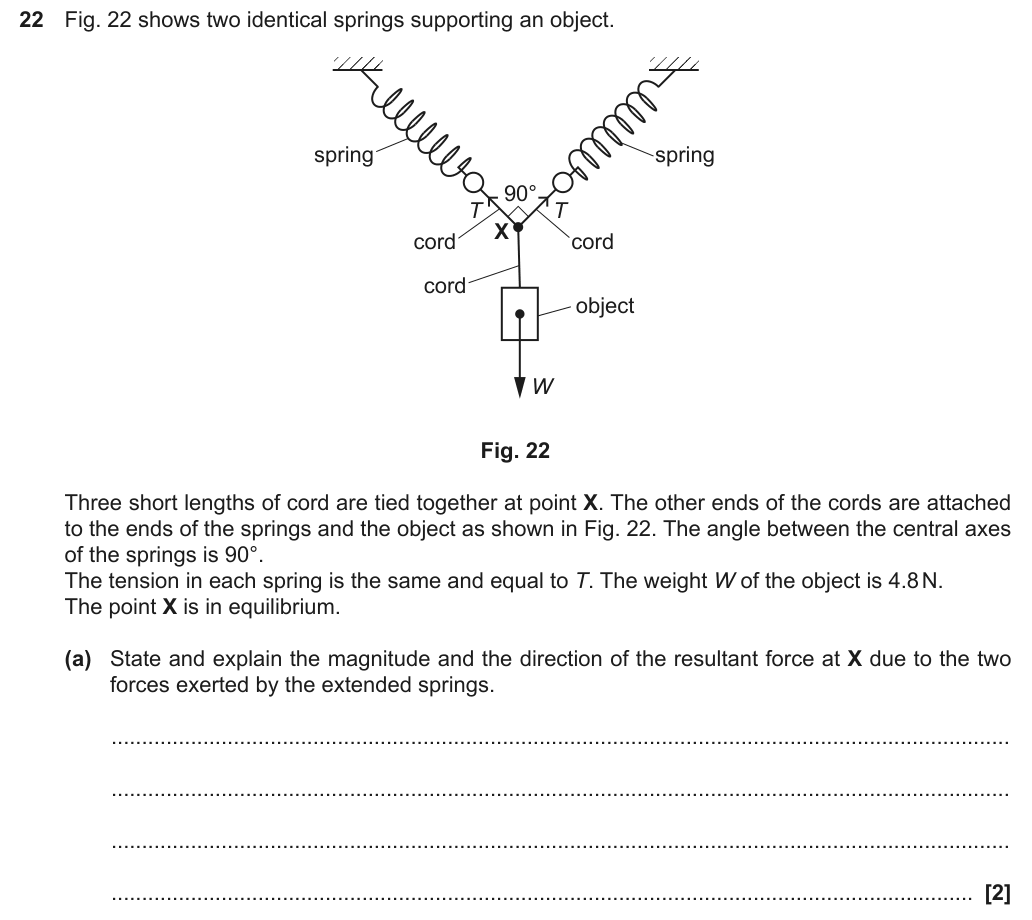 22 Fig. 22 shows two identical springs supporting an object.
spring
spring
90°
T
T
X
cord
cord
cord
object
W
Fig. 22
Three short lengths of cord are tied together at point X. The other ends of the cords are attached
to the ends of the springs and the object as shown in Fig. 22. The angle between the central axes
of the springs is 90°.
The tension in each spring is the same and equal to T. The weight W of the object is 4.8 N.
The point X is in equilibrium.
(a) State and explain the magnitude and the direction of the resultant force at X due to the two
forces exerted by the extended springs.
[2]